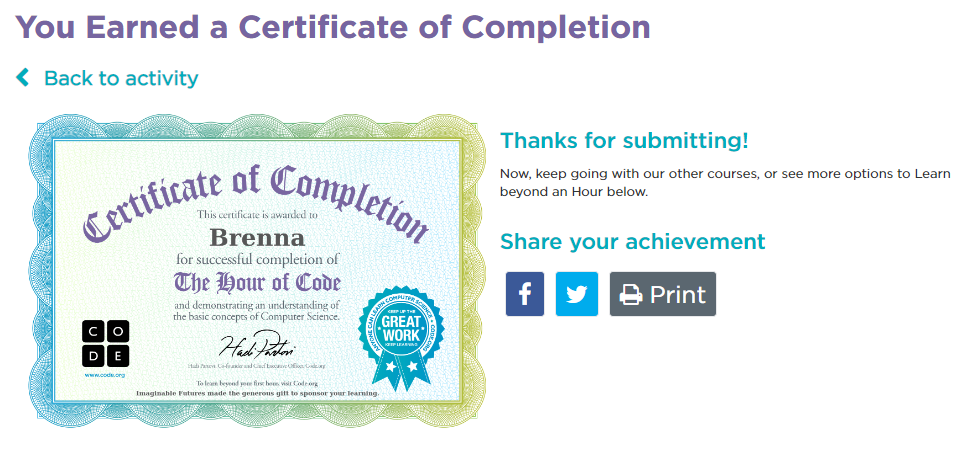 You Earned a Certificate of Completion
Back to activity
Certificate of Completion
This certificate is awarded to
Brenna
for successful completion of
The Hour of Code
and demonstrating an understanding of
the basic concepts of Computer Science.
C O
D E
www.code.org
Hadi Partovi
Hadi Partovi Co-founder and Chief Executive Officer, Code.org
To learn beyond your first hour, visit Code.org
Imaginable Futures made the generous gift to sponsor your learning.
ANYONE CAN LEARN COMPUTER SCIENCE • CODE.ORG
KEEP UP THE
GREAT
WORK
KEEP LEARNING
Thanks for submitting!
Now, keep going with our other courses, or see more options to Learn
beyond an Hour below.
Share your achievement
f
Print